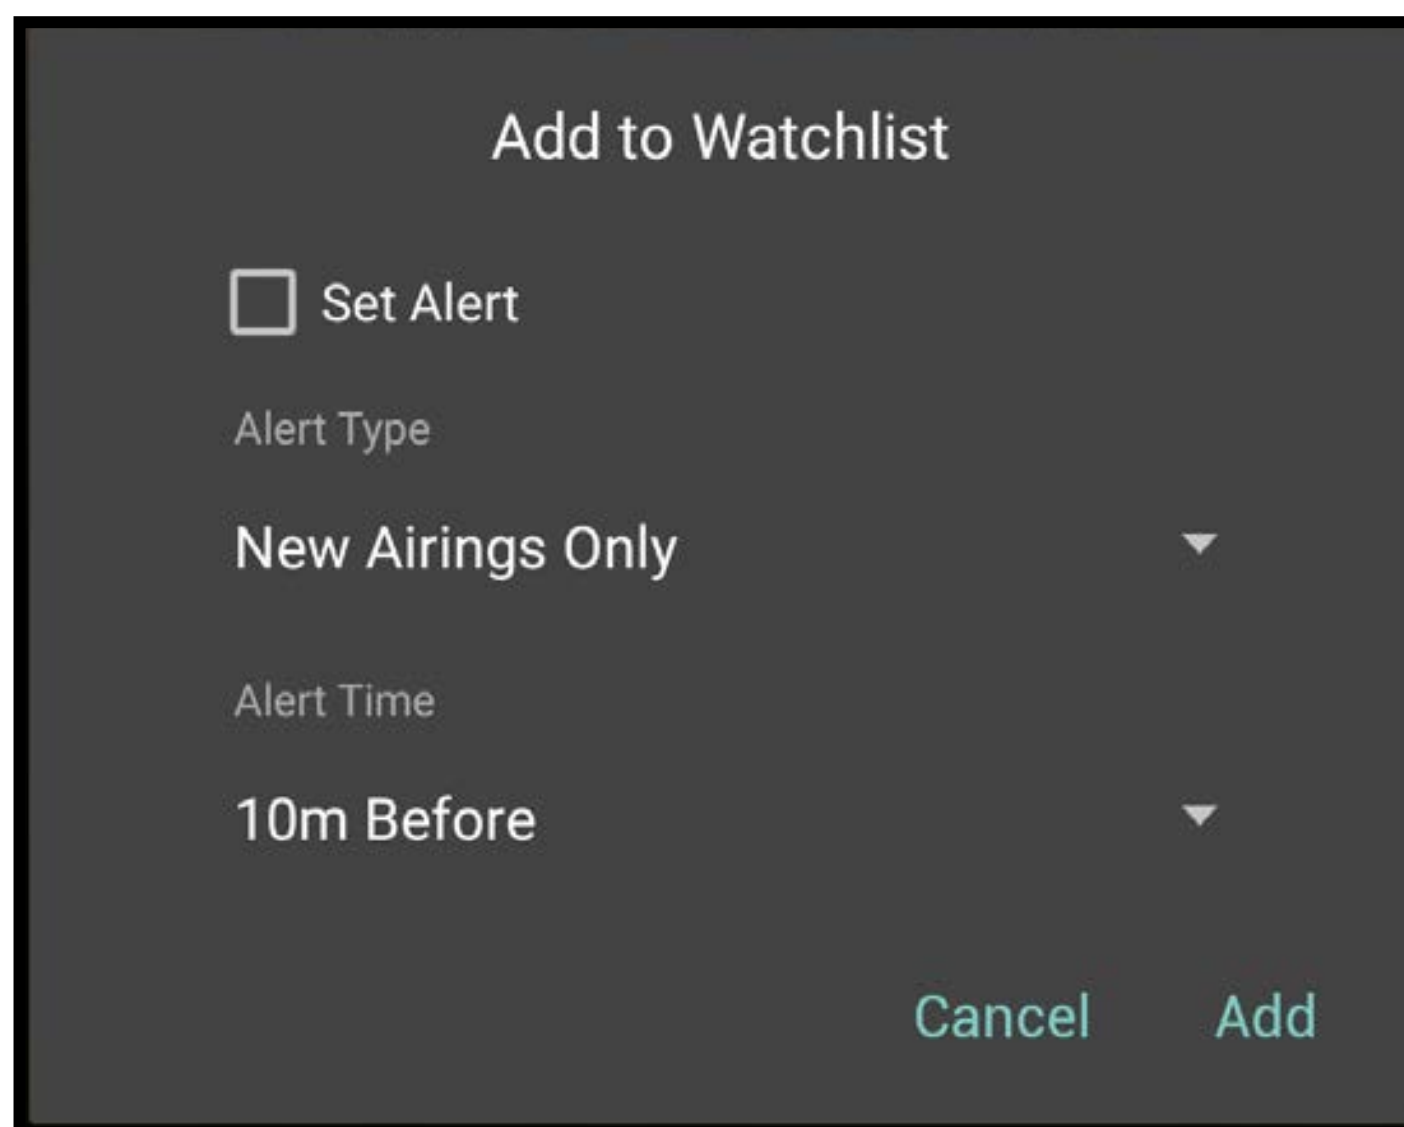 Add to Watchlist
Set Alert
Alert Type
New Airings Only
Alert Time
10m Before
Cancel Add